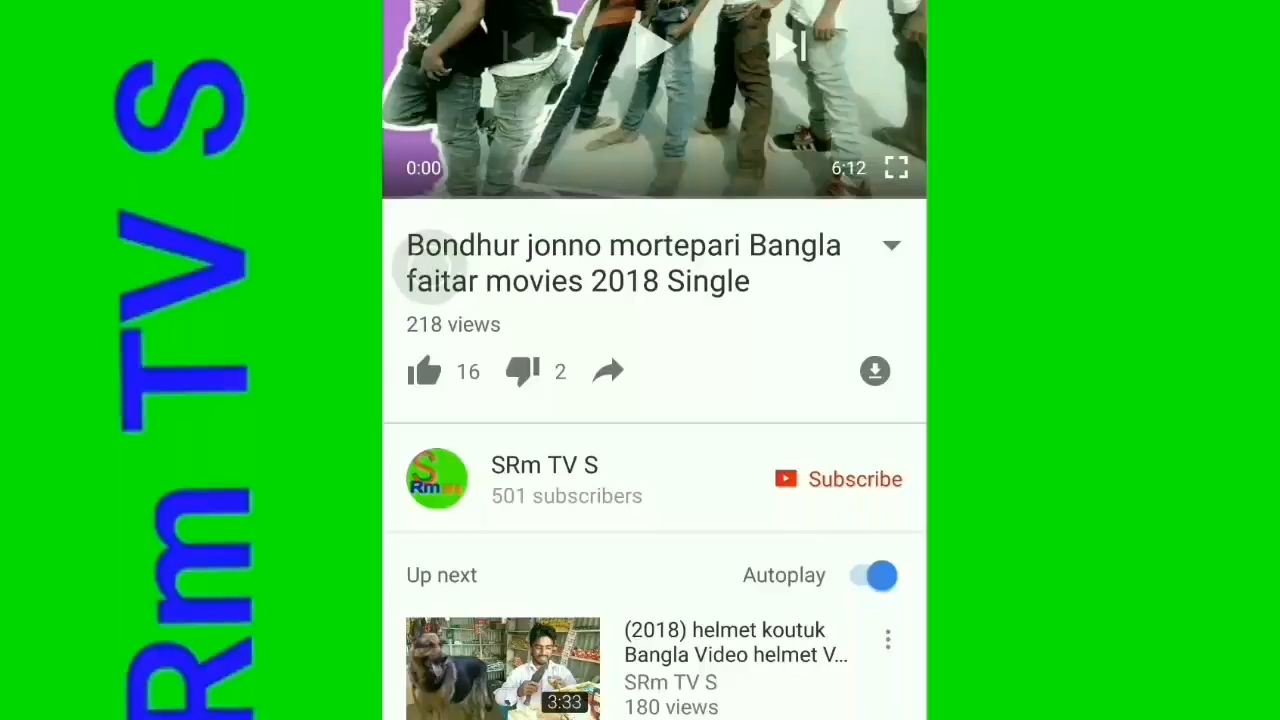 SRm TV S
0:00
6:12
Bondhur jonno mortepari Bangla
faitar movies 2018 Single
218 views
16
2
S
Rm
SRm TV S
501 subscribers
Subscribe
Up next
Autoplay
3:33
(2018) helmet koutuk
Bangla Video helmet V...
SRm TV S
180 views